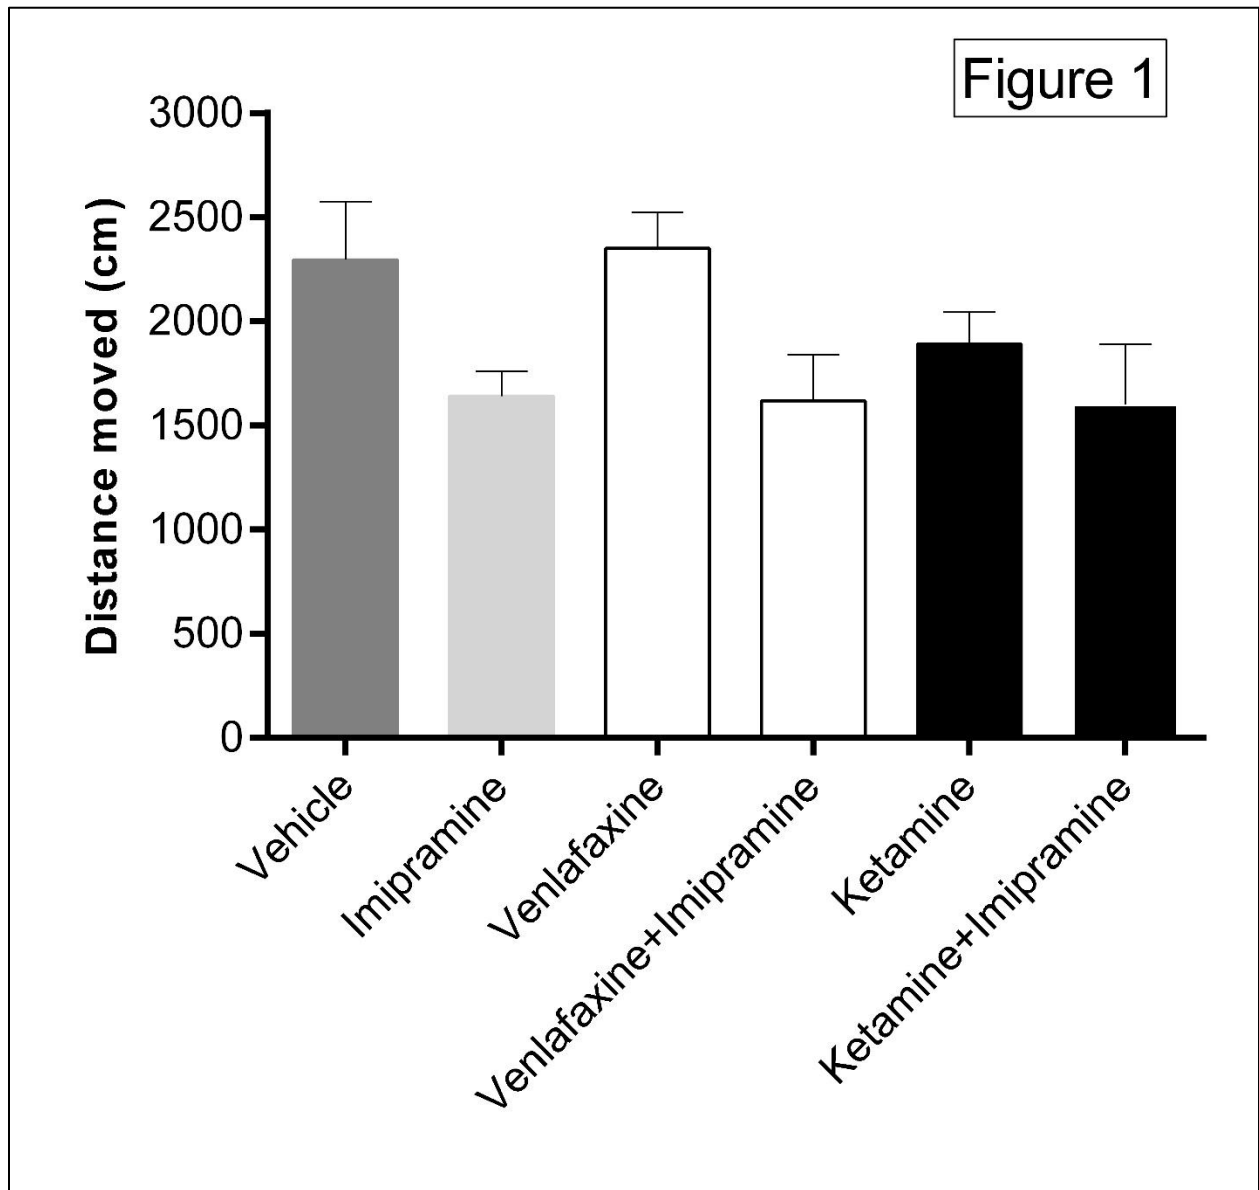 Figure 1
3000
2500
2000
1500
1000
500
0
Distance moved (cm)
Vehicle
Imipramine
Venlafaxine
Venlafaxine+Imipramine
Ketamine
Ketamine+Imipramine